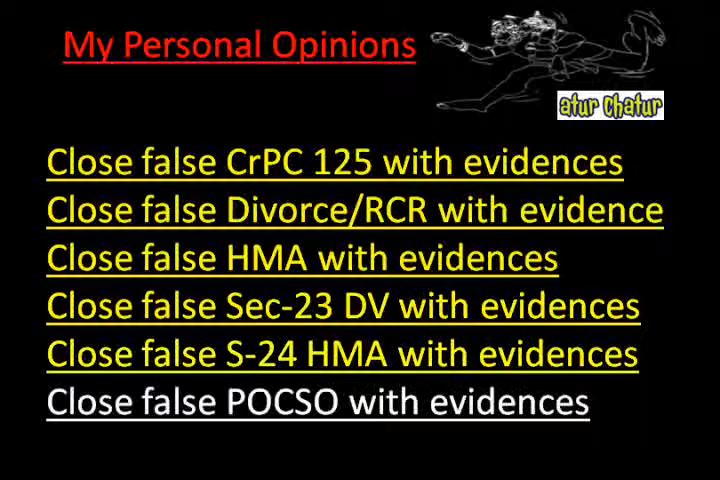 My Personal Opinions
atur Chatur
Close false CrPC 125 with evidences
Close false Divorce/RCR with evidence
Close false HMA with evidences
Close false Sec-23 DV with evidences
Close false S-24 HMA with evidences
Close false POCSO with evidences